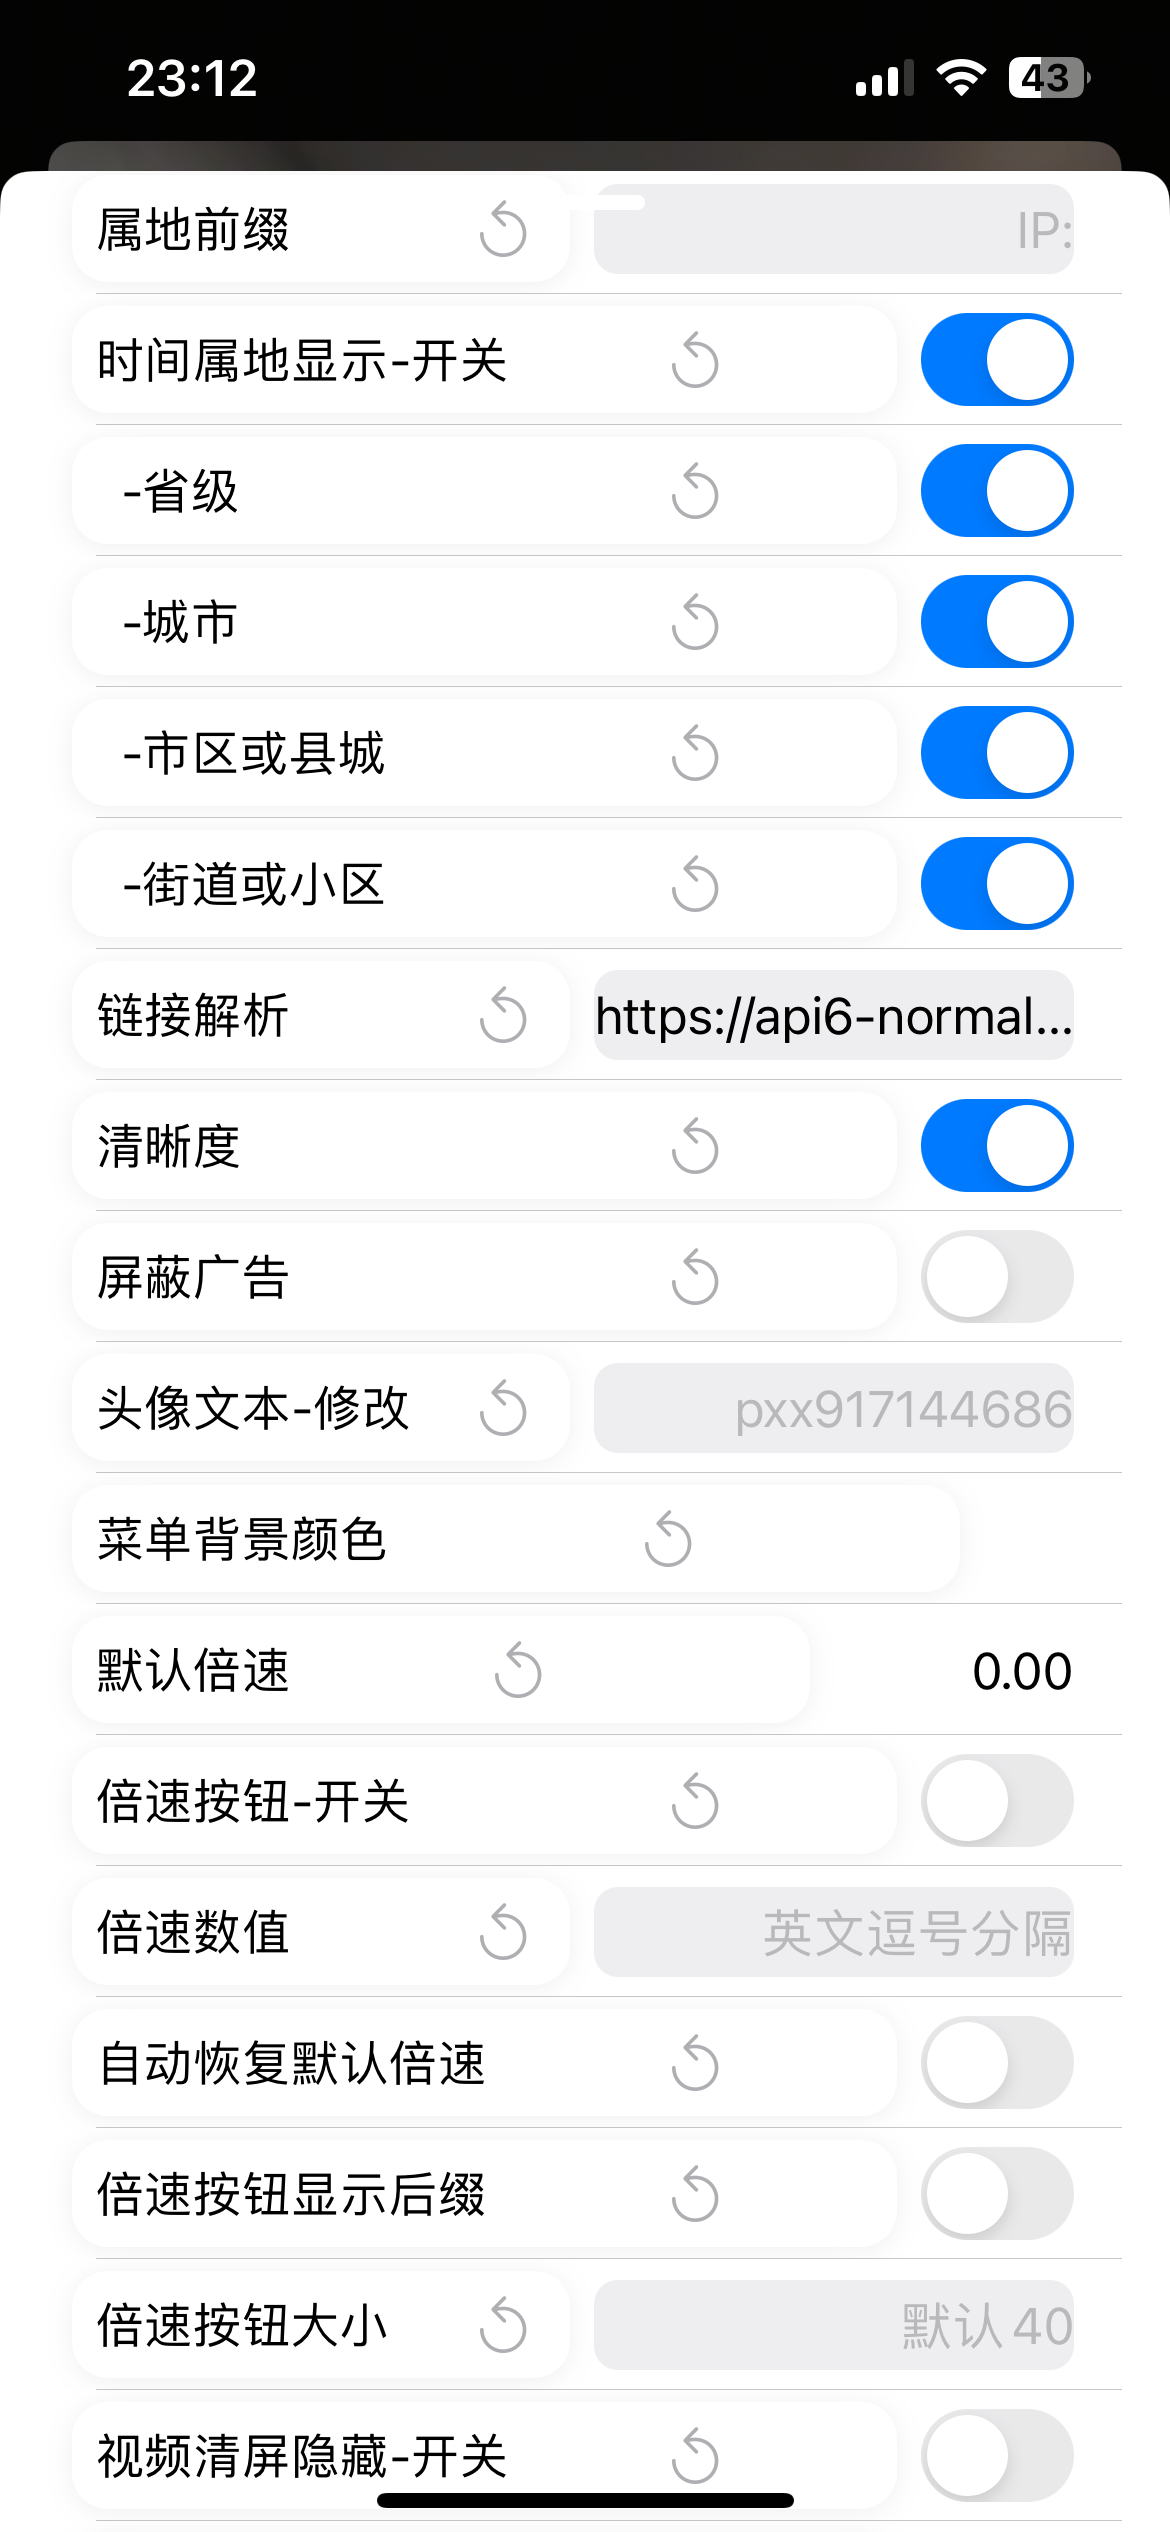 23:12
43
属地前缀
IP:
时间属地显示-开关
-省级
-城市
-市区或县城
-街道或小区
链接解析
https://api6-normal...
清晰度
屏蔽广告
头像文本-修改
pxx917144686
菜单背景颜色
默认倍速
0.00
倍速按钮-开关
倍速数值
英文逗号分隔
自动恢复默认倍速
倍速按钮显示后缀
倍速按钮大小
默认 40
视频清屏隐藏-开关